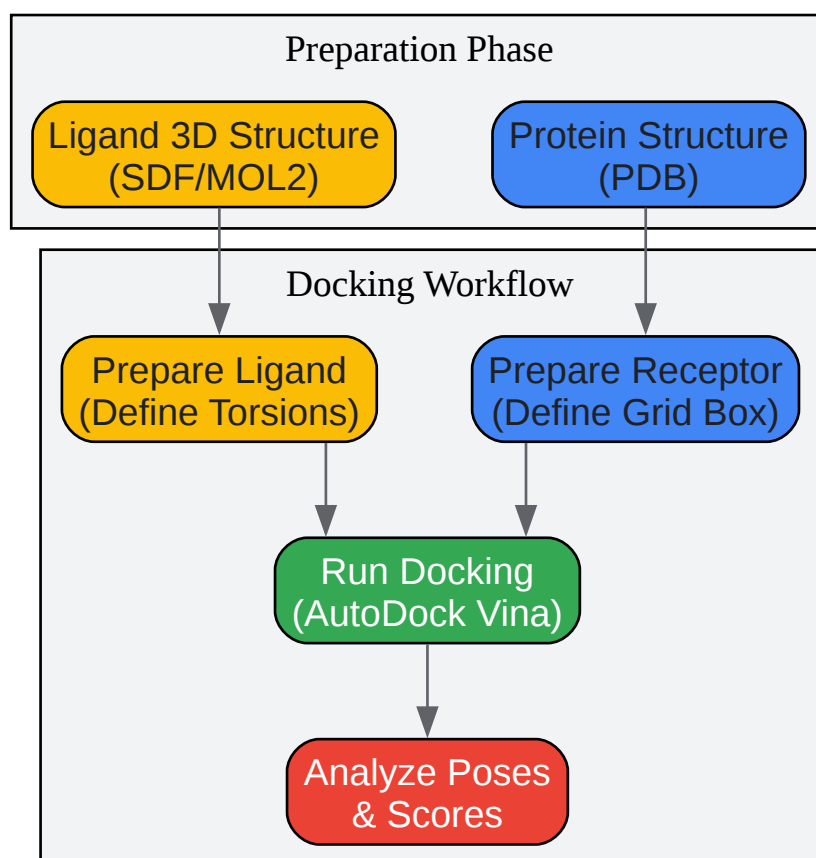 Preparation Phase
Ligand 3D Structure
(SDF/MOL2)
Protein Structure
(PDB)
Docking Workflow
Prepare Ligand
(Define Torsions)
Prepare Receptor
(Define Grid Box)
Run Docking
(AutoDock Vina)
Analyze Poses
& Scores